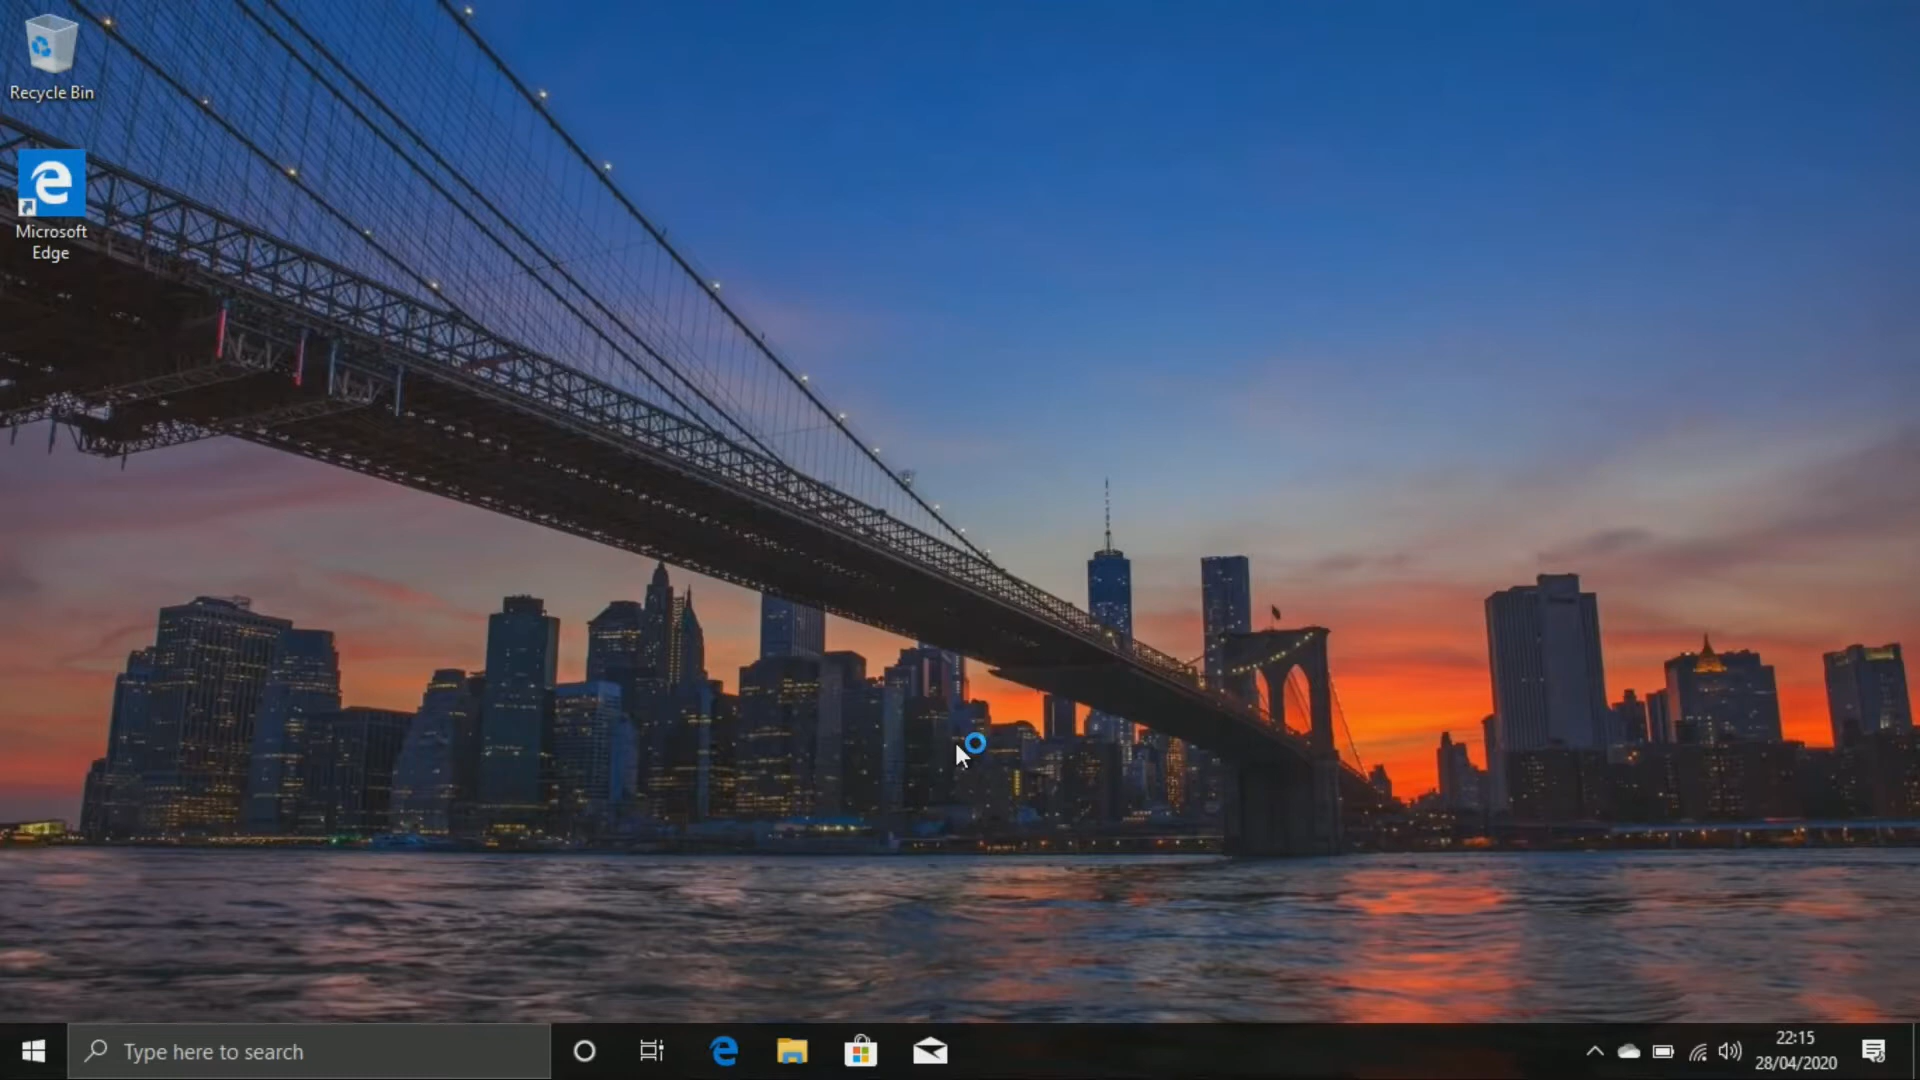 Recycle Bin
Microsoft
Edge
Type here to search
22:15
28/04/2020